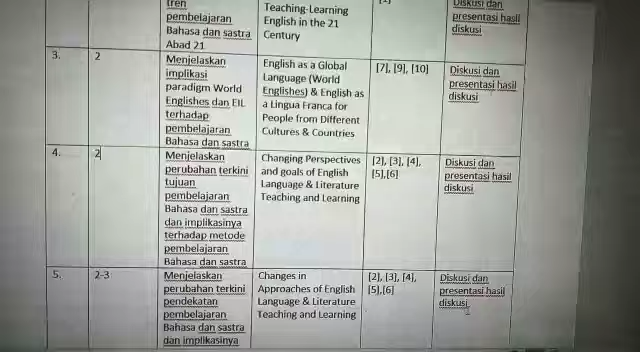 tren
pembelajaran
Bahasa dan sastra
Abad 21
Teaching-Learning
English in the 21
Century
Diskusi dan
presentasi hasil
diskusi
3.
2
Menjelaskan
implikasi
paradigm World
Englishes dan EIL
terhadap
pembelajaran
Bahasa dan sastra
English as a Global
Language (World
Englishes) & English as
a Lingua Franca for
People from Different
Cultures & Countries
[7], [9], [10]
Diskusi dan
presentasi hasil
diskusi
4.
2
Menjelaskan
perubahan terkini
tujuan
pembelajaran
Bahasa dan sastra
dan implikasinya
terhadap metode
pembelajaran
Bahasa dan sastra
Changing Perspectives
and goals of English
Language & Literature
Teaching and Learning
[2], [3], [4],
[5],[6]
Diskusi dan
presentasi hasil
diskusi
5.
2-3
Menjelaskan
perubahan terkini
pendekatan
pembelajaran
Bahasa dan sastra
dan implikasinya
Changes in
Approaches of English
Language & Literature
Teaching and Learning
[2], [3], [4],
[5],[6]
Diskusi dan
presentasi hasil
diskusi